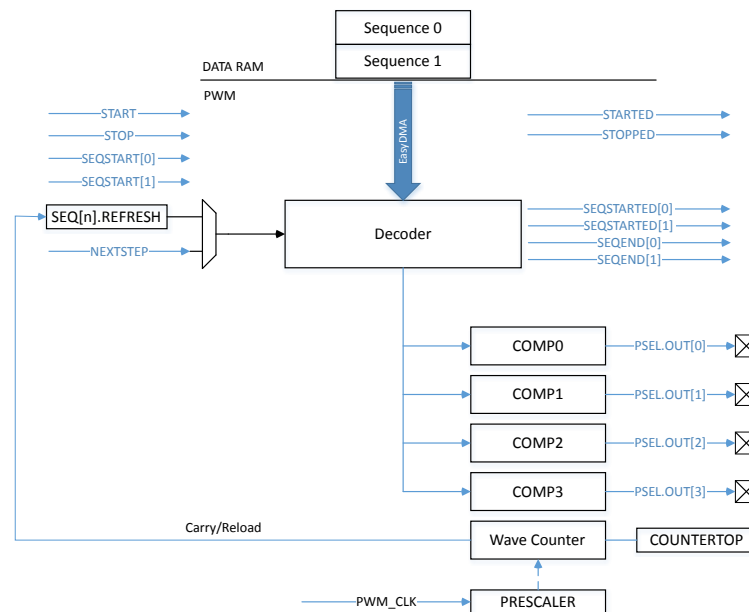 Sequence 0
Sequence 1
DATA RAM
PWM
EasyDMA
START
STOP
SEQSTART[0]
SEQSTART[1]
STARTED
STOPPED
SEQ[n].REFRESH
NEXTSTEP
Decoder
SEQSTARTED[0]
SEQSTARTED[1]
SEQEND[0]
SEQEND[1]
COMP0
PSEL.OUT[0]
COMP1
PSEL.OUT[1]
COMP2
PSEL.OUT[2]
COMP3
PSEL.OUT[3]
Carry/Reload
Wave Counter
COUNTERTOP
PWM_CLK
PRESCALER